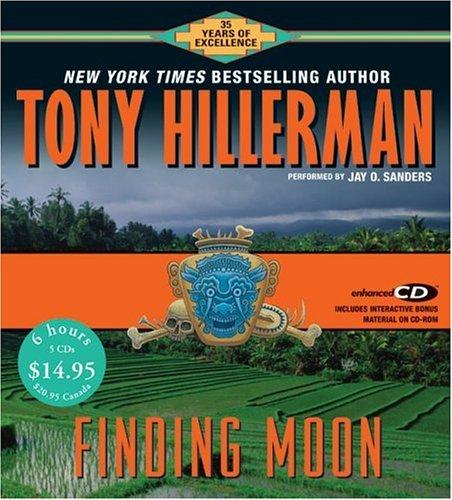 35
YEARS OF
EXCELLENCE
NEW YORK TIMES BESTSELLING AUTHOR
TONY HILLERMAN
PERFORMED BY JAY O. SANDERS
enhanced CD™
INCLUDES INTERACTIVE BONUS
MATERIAL ON CD-ROM
6 hours
5 CDs
$14.95
$20.95 Canada
FINDING MOON